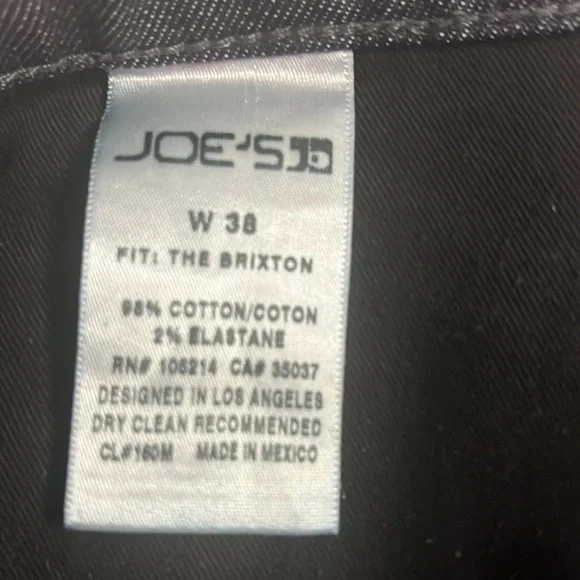 JOE'S
W 38
FIT: THE BRIXTON
98% COTTON/COTON
2% ELASTANE
RN# 106214 CA# 35037
DESIGNED IN LOS ANGELES
DRY CLEAN RECOMMENDED
CL#160M MADE IN MEXICO